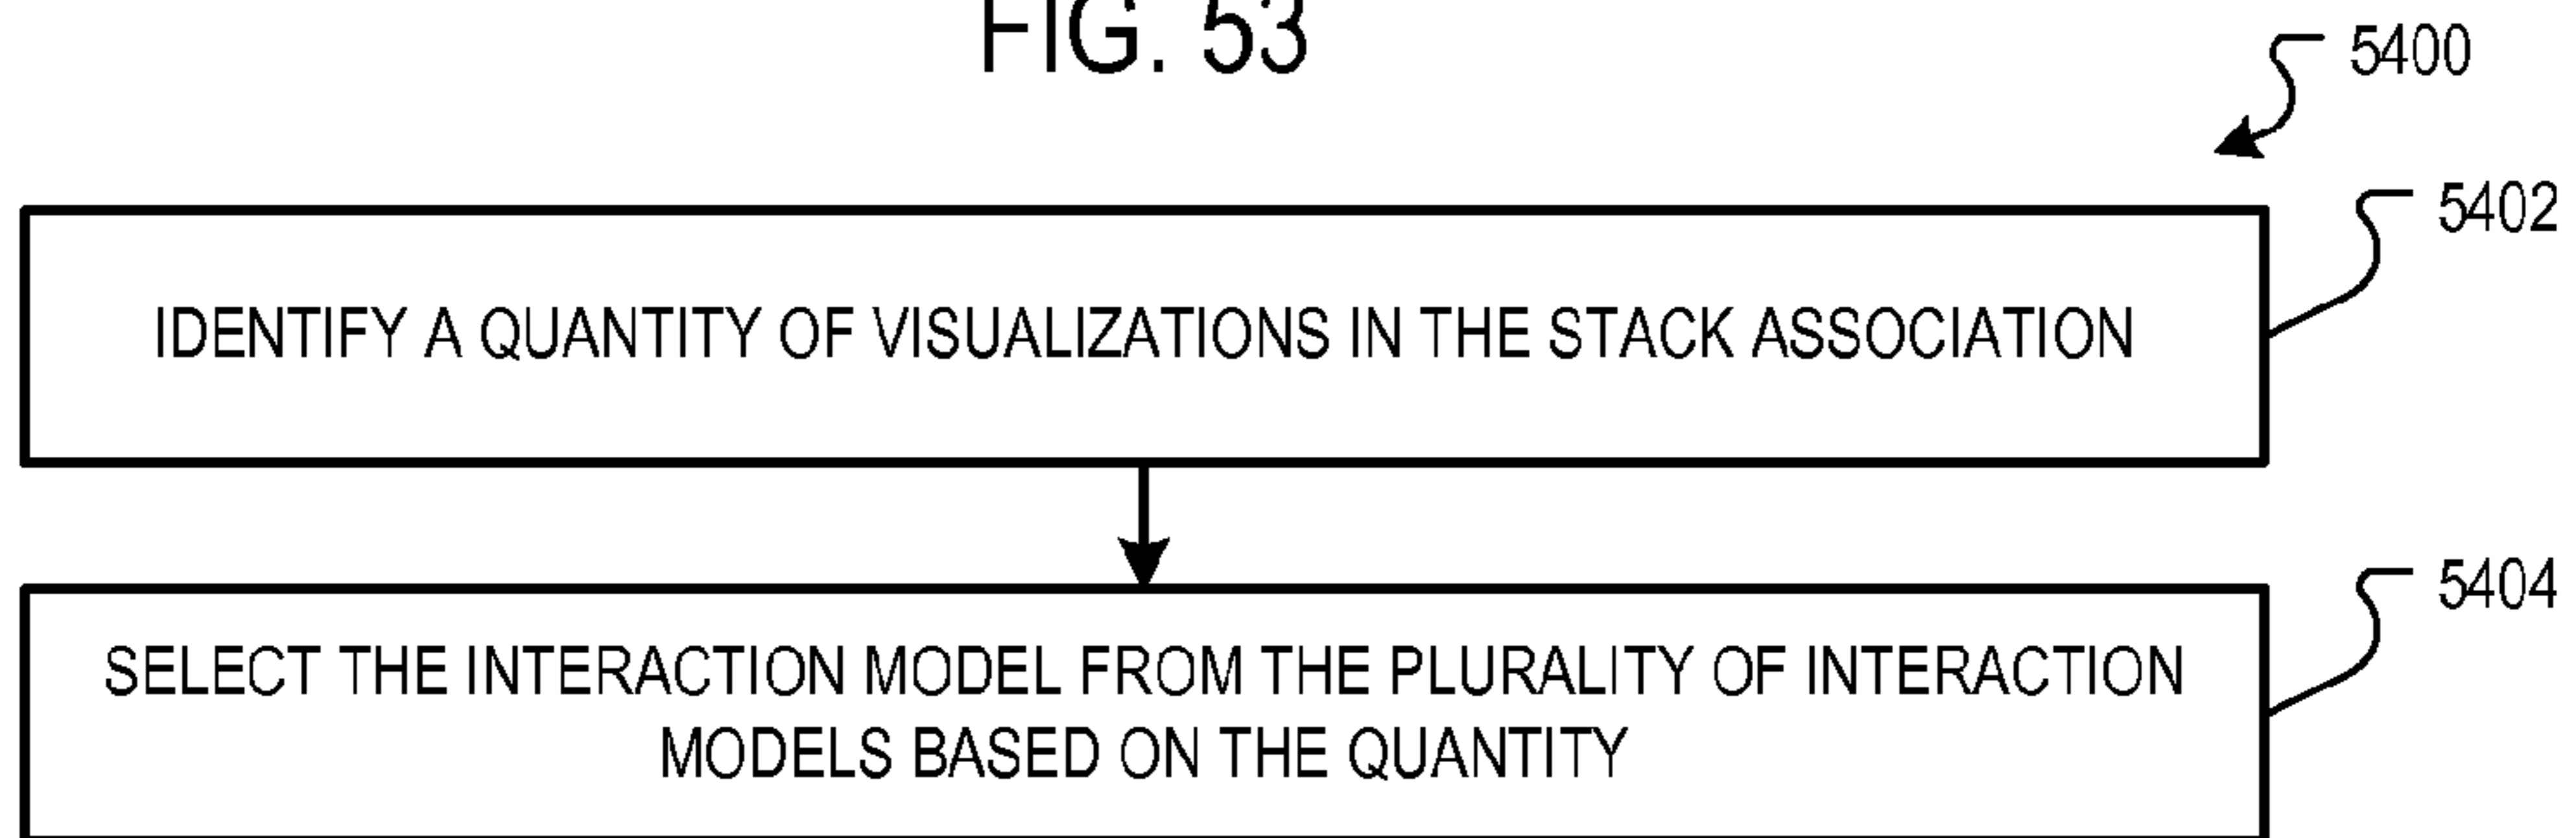 FIG. 53
5400
5402
IDENTIFY A QUANTITY OF VISUALIZATIONS IN THE STACK ASSOCIATION
5404
SELECT THE INTERACTION MODEL FROM THE PLURALITY OF INTERACTION
MODELS BASED ON THE QUANTITY